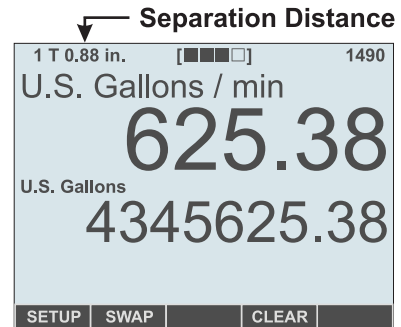 Separation Distance
1 T 0.88 in. [■■■□] 1490
U.S. Gallons / min
625.38
U.S. Gallons
4345625.38
SETUP SWAP CLEAR